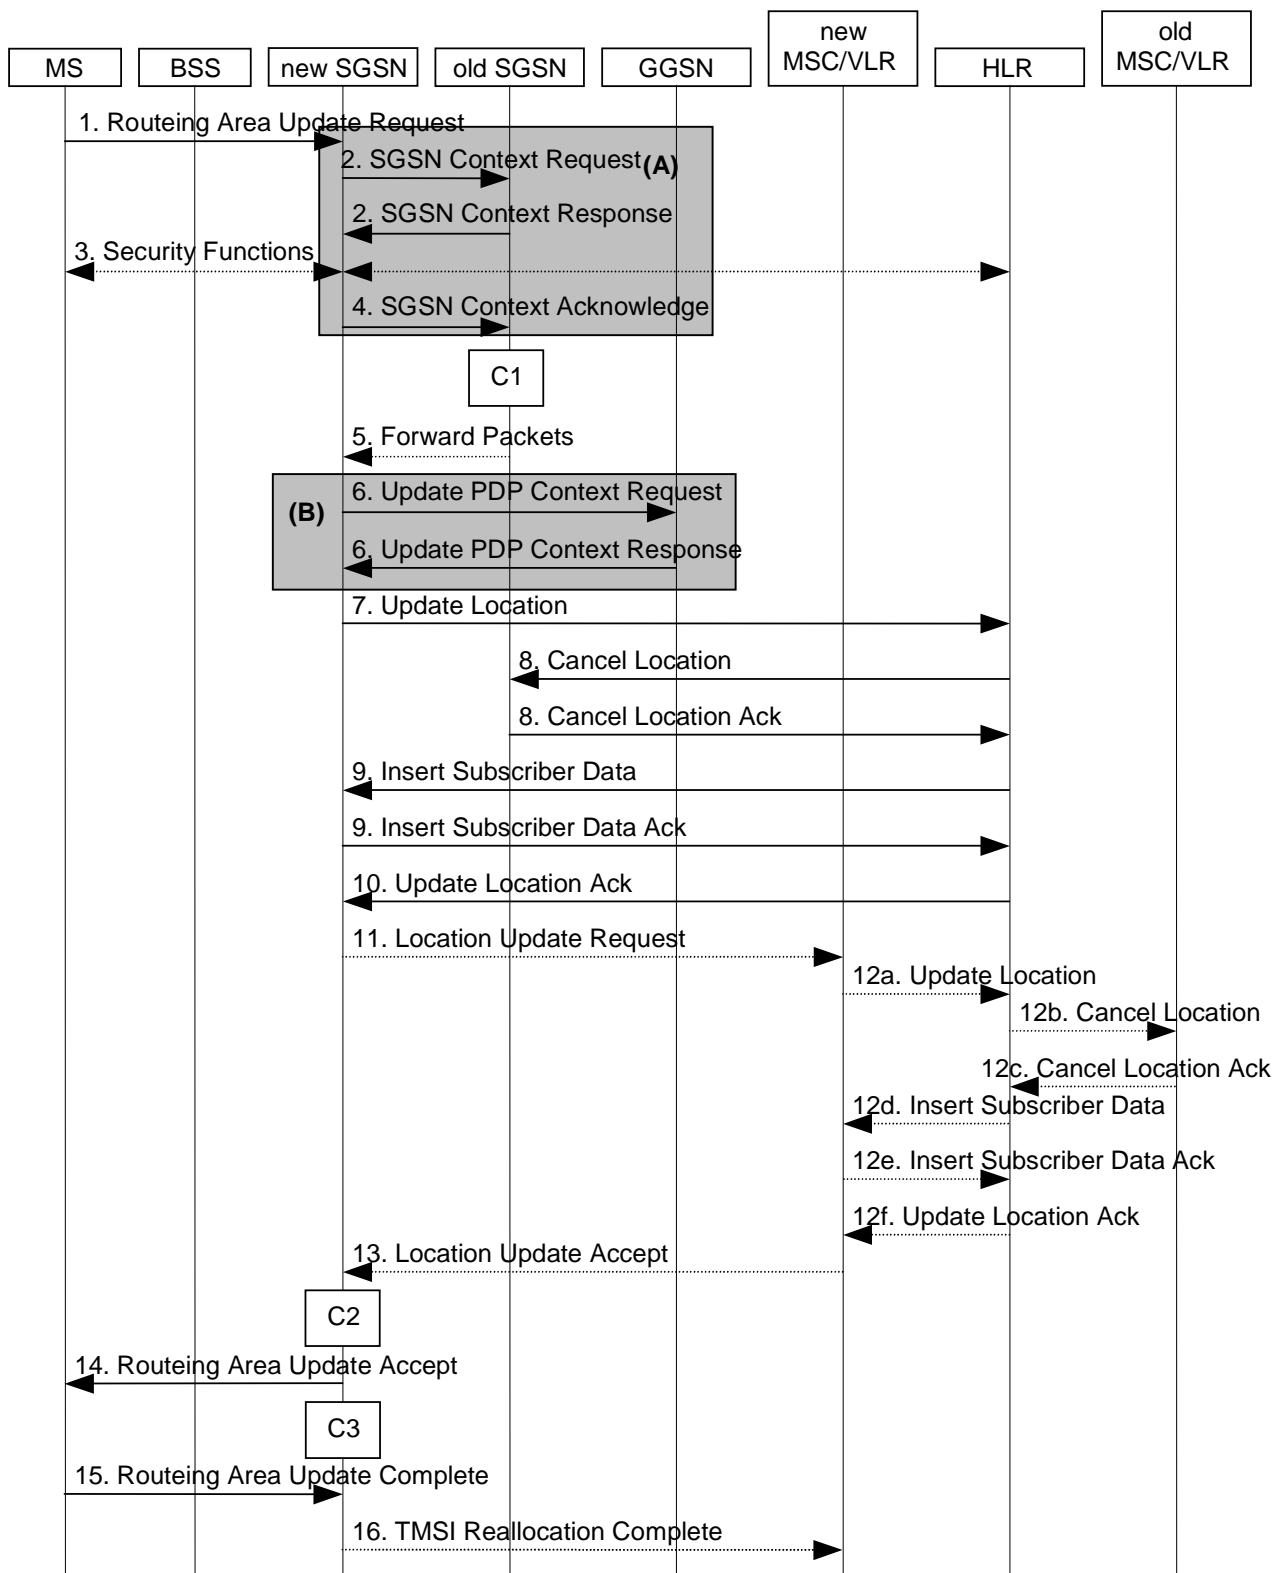 new
MSC/VLR
old
MSC/VLR
MS
BSS
new SGSN
old SGSN
GGSN
HLR
1. Routeing Area Update Request
2. SGSN Context Request
(A)
2. SGSN Context Response
3. Security Functions
4. SGSN Context Acknowledge
C1
5. Forward Packets
6. Update PDP Context Request
(B)
6. Update PDP Context Response
7. Update Location
8. Cancel Location
8. Cancel Location Ack
9. Insert Subscriber Data
9. Insert Subscriber Data Ack
10. Update Location Ack
11. Location Update Request
12a. Update Location
12b. Cancel Location
12c. Cancel Location Ack
12d. Insert Subscriber Data
12e. Insert Subscriber Data Ack
12f. Update Location Ack
13. Location Update Accept
C2
14. Routeing Area Update Accept
C3
15. Routeing Area Update Complete
16. TMSI Reallocation Complete